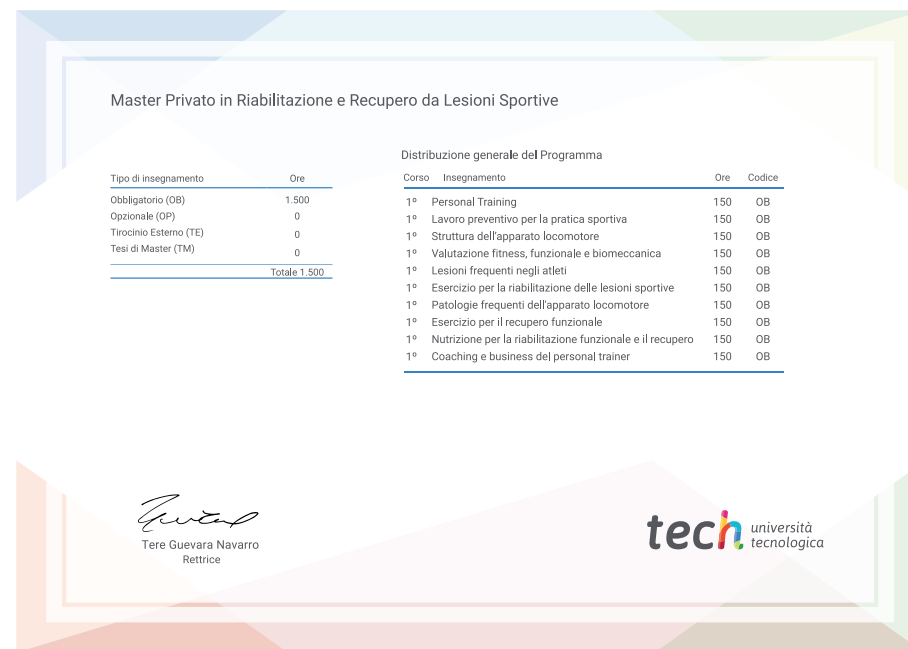 Master Privato in Riabilitazione e Recupero da Lesioni Sportive
Tipo di insegnamento Ore
Obbligatorio (OB) 1.500
Opzionale (OP) 0
Tirocinio Esterno (TE) 0
Tesi di Master (TM) 0
Totale 1.500
Distribuzione generale del Programma
Corso Insegnamento Ore Codice
1º Personal Training 150 OB
1º Lavoro preventivo per la pratica sportiva 150 OB
1º Struttura dell'apparato locomotore 150 OB
1º Valutazione fitness, funzionale e biomeccanica 150 OB
1º Lesioni frequenti negli atleti 150 OB
1º Esercizio per la riabilitazione delle lesioni sportive 150 OB
1º Patologie frequenti dell'apparato locomotore 150 OB
1º Esercizio per il recupero funzionale 150 OB
1º Nutrizione per la riabilitazione funzionale e il recupero 150 OB
1º Coaching e business del personal trainer 150 OB
Tere Guevara Navarro
Rettrice
tech università
tecnologica